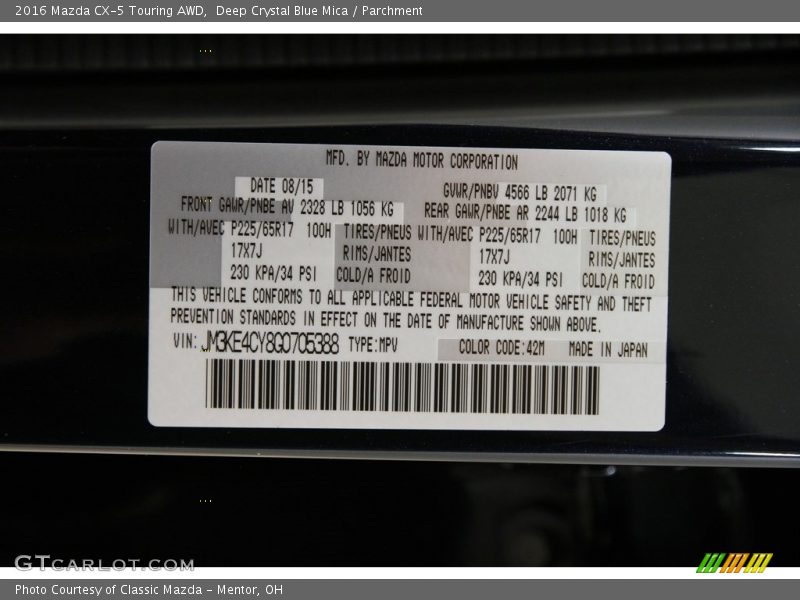 2016 Mazda CX-5 Touring AWD, Deep Crystal Blue Mica / Parchment
MFD. BY MAZDA MOTOR CORPORATION
DATE 08/15 GVWR/PNBV 4566 LB 2071 KG
FRONT GAWR/PNBE AV 2328 LB 1056 KG REAR GAWR/PNBE AR 2244 LB 1018 KG
WITH/AVEC P225/65R17 100H TIRES/PNEUS WITH/AVEC P225/65R17 100H TIRES/PNEUS
17X7J RIMS/JANTES 17X7J RIMS/JANTES
230 KPA/34 PSI COLD/A FROID 230 KPA/34 PSI COLD/A FROID
THIS VEHICLE CONFORMS TO ALL APPLICABLE FEDERAL MOTOR VEHICLE SAFETY AND THEFT
PREVENTION STANDARDS IN EFFECT ON THE DATE OF MANUFACTURE SHOWN ABOVE.
VIN: JM3KE4CY8G0705388 TYPE:MPV COLOR CODE:42M MADE IN JAPAN
GTCARLOT.COM
Photo Courtesy of Classic Mazda - Mentor, OH